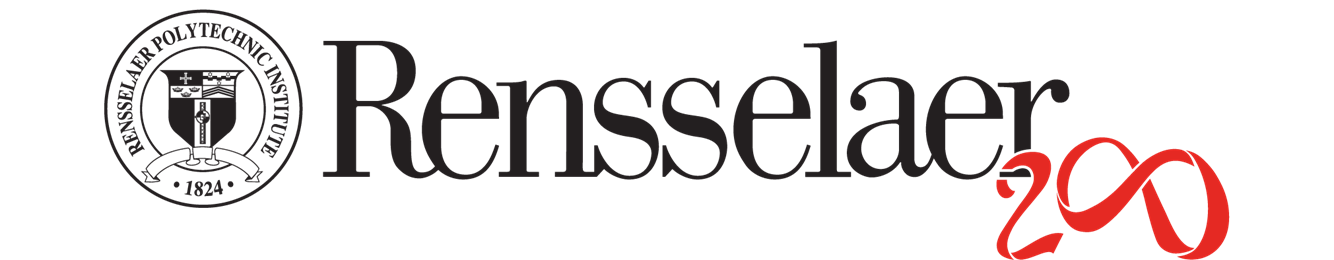 RENSSELAER POLYTECHNIC INSTITUTE
• 1824 •
Rensselaer
200